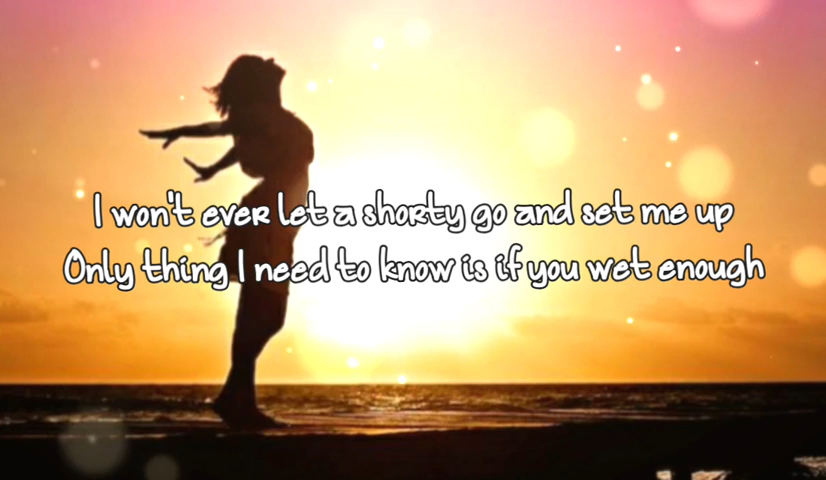 I won't ever let a shorty go and set me up
Only thing I need to know is if you wet enough